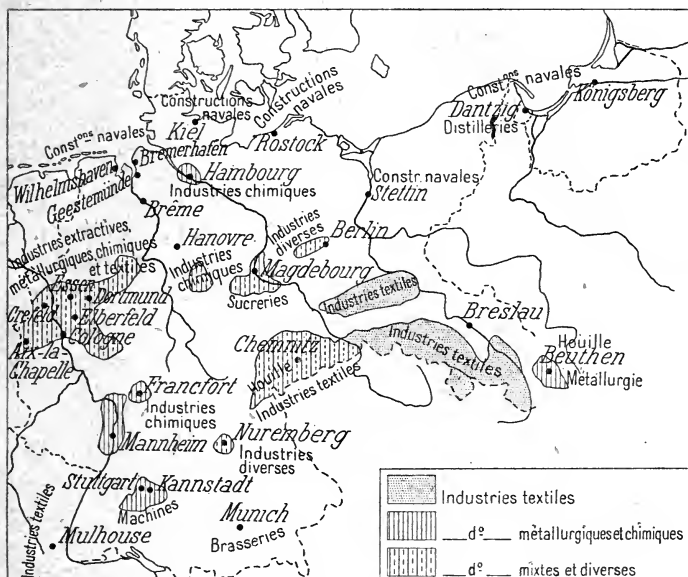 Const.ons navales
Königsberg
Dantzig
Distilleries
Constructions
navales
Kiel
Constructions
navales
Rostock
Const.ons navales
Bremerhafen
Wilhelmshaven
Geestemünde
Hambourg
Industries chimiques
Constr. navales
Stettin
Brême
Industries extractives,
métallurgiques, chimiques
et textiles
Hanovre
Industries
chimiques
Industries
diverses
Berlin
Magdebourg
Sucreries
Essen
Dortmund
Crefeld
Elberfeld
Cologne
Aix-la-
Chapelle
Industries textiles
Breslau
Industries textiles
Houille
Beuthen
Métallurgie
Chemnitz
Houille
Industries textiles
Francfort
Industries
chimiques
Mannheim
Nuremberg
Industries
diverses
Stuttgart
Kannstadt
Machines
Munich
Brasseries
Industries textiles
Mulhouse
Industries textiles
d° métallurgiques et chimiques
d° mixtes et diverses